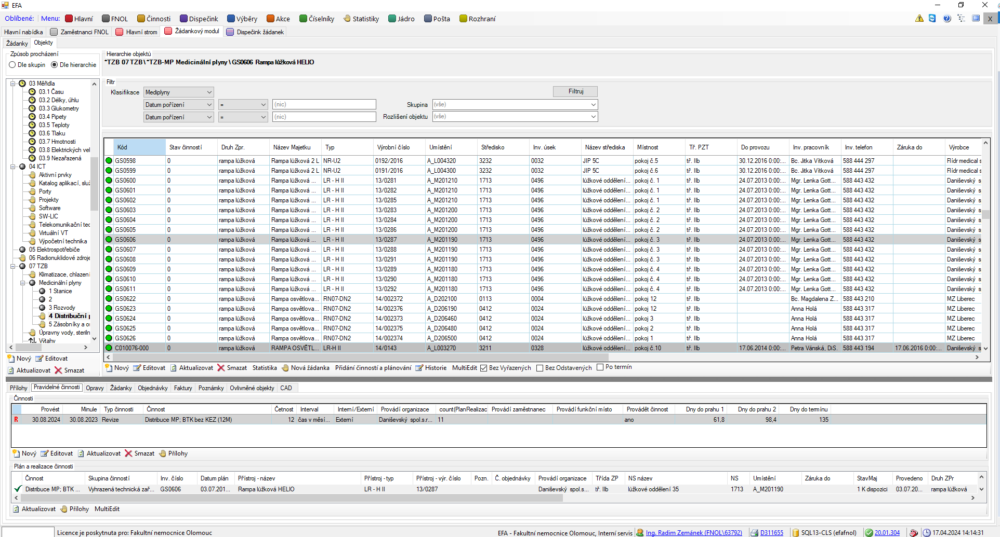 EFA
Oblíbené: Menu: Hlavní FNOL Činnosti Dispečink Výběry Akce Číselníky Statistiky Jádro Pošta Rozhraní X
Hlavní nabídka Zaměstnanci FNOL Hlavní strom Žádankový modul Dispečink žádanek
Žádanky Objekty
Způsob procházení
Dle skupin Dle hierarchie
03 Měřidla
03.1 Času
03.2 Délky, úhlu
03.3 Glukometry
03.4 Pipety
03.5 Teploty
03.6 Tlaku
03.7 Hmotnosti
03.8 Elektrických vel
03.9 Nezařazená
04 ICT
Aktivní prvky
Katalog aplikací, služ
Porty
Projekty
Software
SW-LIC
Telekomunikační tec
Virtuální VT
Výpočetní technika
05 Elektrospotřebiče
06 Radionuklidové zdroje
07 TZB
Klimatizace, chlazení
Medicinální plyny
1 Stanice
2
3 Rozvody
4 Distribuční p
5 Zásobníky a os
Úpravny vody, steriln
Výtahy
Nový Editovat
Aktualizovat Smazat
Hierarchie objektů
*TZB 07 TZB \ *TZB-MP Medicinální plyny \ GS0606 Rampa lůžková HELIO
Filtr
Klasifikace Mediplyny Filtruj
Datum pořízení = (nic) Skupina (vše)
Datum pořízení = (nic) Rozlišení objektu (vše)
Kód Stav činností Druh Zpr. Název Majetku Typ Výrobní číslo Umístění Středisko Inv. úsek Název střediska Místnost Tř. PZT Do provozu Inv. pracovník Inv. telefon Záruka do Výrobce
GS0598 0 rampa lůžková Rampa lůžková 2 L NR-U2 0192/2016 A_L004320 3232 0032 JIP 5C pokoj č.5 tř. IIb 30.12.2016 0:00:... Bc. Jitka Vítková 588 444 297 Flídr medical s
GS0599 0 rampa lůžková Rampa lůžková 2 L NR-U2 0191/2016 A_L004300 3232 0032 JIP 5C pokoj č.6 tř. IIb 30.12.2016 0:00:... Bc. Jitka Vítková 588 444 297 Flídr medical s
GS0600 0 rampa lůžková Rampa lůžková ... LR - H II 13/0281 A_M201210 1713 0496 lůžkové oddělení... pokoj č. 1 tř. IIb 24.07.2013 0:00:... Mgr. Lenka Gott... 588 443 432 Daniševský s
GS0601 0 rampa lůžková Rampa lůžková ... LR - H II 13/0282 A_M201210 1713 0496 lůžkové oddělení... pokoj č. 1 tř. IIb 24.07.2013 0:00:... Mgr. Lenka Gott... 588 443 432 Daniševský s
GS0602 0 rampa lůžková Rampa lůžková ... LR - H II 13/0285 A_M201210 1713 0496 lůžkové oddělení... pokoj č. 1 tř. IIb 24.07.2013 0:00:... Mgr. Lenka Gott... 588 443 432 Daniševský s
GS0603 0 rampa lůžková Rampa lůžková ... LR - H II 13/0283 A_M201200 1713 0496 lůžkové oddělení... pokoj č. 2 tř. IIb 24.07.2013 0:00:... Mgr. Lenka Gott... 588 443 432 Daniševský s
GS0604 0 rampa lůžková Rampa lůžková ... LR - H II 13/0284 A_M201200 1713 0496 lůžkové oddělení... pokoj č. 2 tř. IIb 24.07.2013 0:00:... Mgr. Lenka Gott... 588 443 432 Daniševský s
GS0605 0 rampa lůžková Rampa lůžková ... LR - H II 13/0286 A_M201200 1713 0496 lůžkové oddělení... pokoj č. 2 tř. IIb 24.07.2013 0:00:... Mgr. Lenka Gott... 588 443 432 Daniševský s
GS0606 0 rampa lůžková Rampa lůžková ... LR - H II 13/0287 A_M201190 1713 0496 lůžkové oddělení... pokoj č. 3 tř. IIb 24.07.2013 0:00:... Mgr. Lenka Gott... 588 443 432 Daniševský s
GS0607 0 rampa lůžková Rampa lůžková ... LR - H II 13/0288 A_M201190 1713 0496 lůžkové oddělení... pokoj č. 3 tř. IIb 24.07.2013 0:00:... Mgr. Lenka Gott... 588 443 432 Daniševský s
GS0608 0 rampa lůžková Rampa lůžková ... LR - H II 13/0291 A_M201190 1713 0496 lůžkové oddělení... pokoj č. 3 tř. IIb 24.07.2013 0:00:... Mgr. Lenka Gott... 588 443 432 Daniševský s
GS0609 0 rampa lůžková Rampa lůžková ... LR - H II 13/0289 A_M201180 1713 0496 lůžkové oddělení... pokoj č. 4 tř. IIb 24.07.2013 0:00:... Mgr. Lenka Gott... 588 443 432 Daniševský s
GS0610 0 rampa lůžková Rampa lůžková ... LR - H II 13/0290 A_M201180 1713 0496 lůžkové oddělení... pokoj č. 4 tř. IIb 24.07.2013 0:00:... Mgr. Lenka Gott... 588 443 432 Daniševský s
GS0611 0 rampa lůžková Rampa lůžková ... LR - H II 13/0292 A_M201180 1713 0496 lůžkové oddělení... pokoj č. 4 tř. IIb 24.07.2013 0:00:... Mgr. Lenka Gott... 588 443 432 Daniševský s
GS0622 0 rampa lůžková Rampa osvětlova... RN07-DN2 14/002372 A_D202100 0113 0004 lůžkové oddělení... pokoj 12 tř. IIb Bc. Magdalena Z... 588 443 210 MZ Liberec
GS0623 0 rampa lůžková Rampa osvětlova... RN07-DN2 14/002376 A_D206190 0412 0024 lůžkové oddělení... pokoj 12 tř. IIb Anna Holá 588 443 317 MZ Liberec
GS0624 0 rampa lůžková Rampa osvětlova... RN07-DN2 14/002373 A_D206460 0412 0024 lůžkové oddělení... pokoj 3 tř. IIb Anna Holá 588 443 317 MZ Liberec
GS0625 0 rampa lůžková Rampa osvětlova... RN07-DN2 14/002375 A_D206480 0412 0024 lůžkové oddělení... pokoj 2 tř. IIb Anna Holá 588 443 317 MZ Liberec
GS0626 0 rampa lůžková Rampa osvětlova... RN07-DN2 14/002374 A_D206500 0412 0024 lůžkové oddělení... pokoj 1 tř. IIb Anna Holá 588 443 317 MZ Liberec
C010076-000 0 rampa lůžková RAMPA OSVĚTL... LR-H II 14/0143 A_L003270 3211 0328 lůžkové oddělení... pokoj č.10 tř. IIb 17.06.2014 0:00:... Petra Vánská, DiS. 588 443 194 17.06.2016 0:00:... Daniševský s
Nový Editovat Aktualizovat Smazat Statistika Nová žádanka Přidání činností a plánování Historie MultiEdit Bez Vyřazených Bez Odstavených Po termín
Přílohy Pravidelné činnosti Opravy Žádanky Objednávky Faktury Poznámky Ovlivněné objekty CAD
Činnosti
Provést Minule Typ činnosti Činnost Četnost Interval Interní/Externí Provádí organizace count(PlanRealizac Provádí zaměstnanec Provádí funkční místo Provádět činnost Dny do prahu 1 Dny do prahu 2 Dny do termínu
R 30.08.2024 30.08.2023 Revize Distribuce MP; BTK bez KEZ (12M) 12 čas v měsí... Externí Daniševský spol.s.r... 11 ano 61,8 98,4 135
Nový Editovat Aktualizovat Smazat Přílohy
Plán a realizace činnosti
Činnost Skupina činností Inv. číslo Datum plán Přístroj - název Přístroj - typ Přístroj - výr. číslo Pozn. Č. objednávky Provádí organizace Třída ZP NS název NS Umístění Záruka do StavMaj Provedeno Druh ZPr
Distribuce MP; BTK ... Vyhrazená technická zař... GS0606 03.07.201... Rampa lůžková HELIO LR - H II 13/0287 Daniševský spol.s... tř. IIb lůžkové oddělení 35 1713 A_M201190 1 K dispozici 03.07.20... rampa lůžková
Aktualizovat Přílohy MultiEdit
Licence je poskytnuta pro: Fakultní nemocnice Olomouc EFA - Fakultní nemocnice Olomouc, Interní servis Ing. Radim Zemánek (FNOL\63792) D311655 SQL13-CLS (efafnol) 20.01.304 17.04.2024 14:14:31